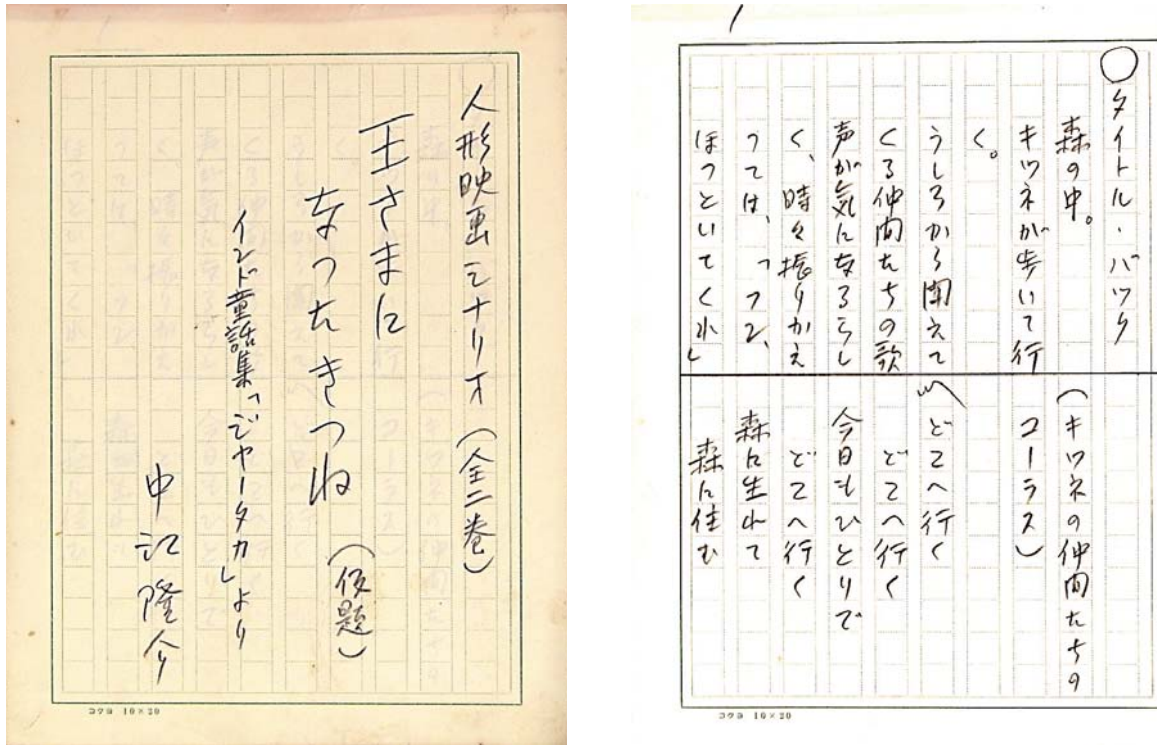 人形映画シナリオ（全二巻）
王さまに
なったきつね
（仮題）
インド童話集「ジャータカ」より
中江隆介
コクヨ 10×20
○タイトル・バック
森の中。
キツネが歩いて行
く。
うしろから聞えて
くる仲間たちの歌
声が気になるらし
く、時々振りかえ
っては、「フン、
ほっといてくれ」
（キツネの仲間たちの
コーラス）
〽どこへ行く
どこへ行く
今日もひとりで
どこへ行く
森に生れて
森に住む
コクヨ 10×20